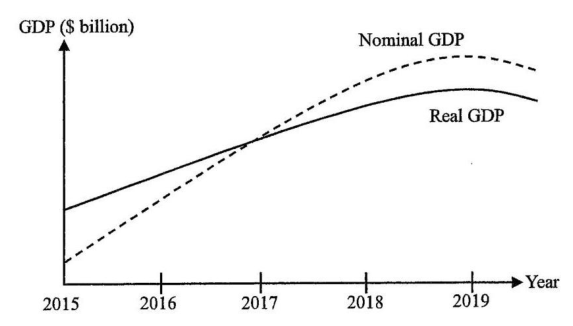 GDP ($ billion)
Nominal GDP
Real GDP
Year
2015 2016 2017 2018 2019